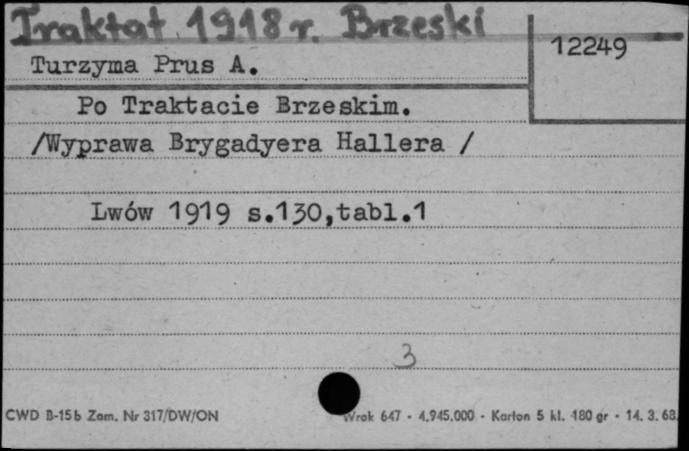 Traktat 1918 r. Brzeski
12249
Turzyma Prus A.
Po Traktacie Brzeskim.
/Wyprawa Brygadyera Hallera /
Lwów 1919 s.130,tabl.1
3
CWD B-15b Zam. Nr 317/DW/ON
Wrak 647 - 4.945.000 - Karton 5 kl. 180 gr - 14. 3. 68.